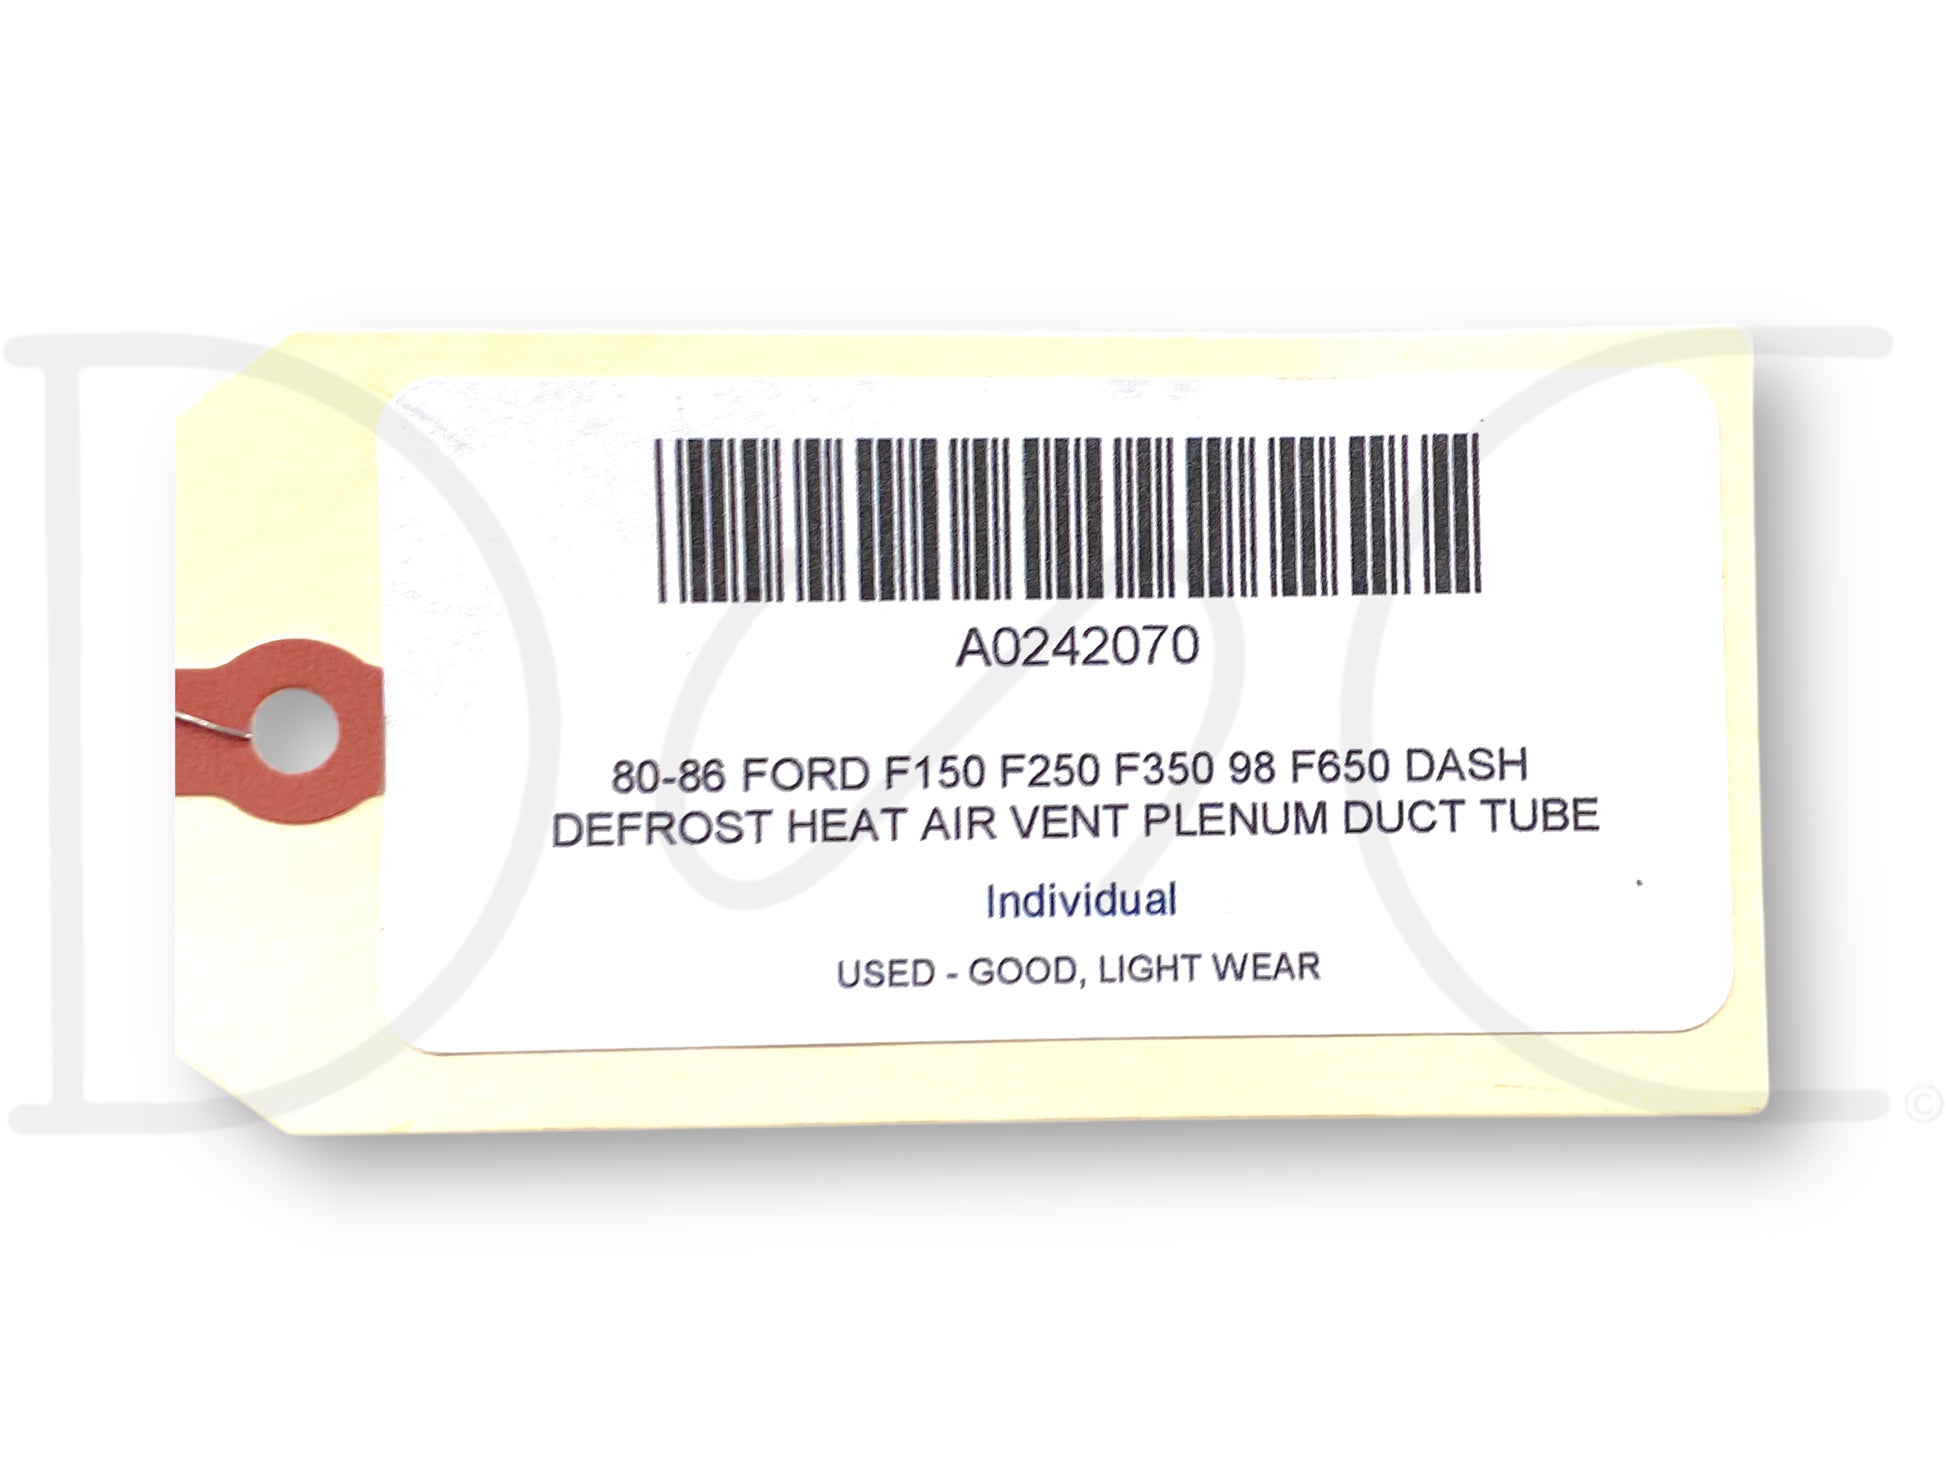 A0242070
80-86 FORD F150 F250 F350 98 F650 DASH
DEFROST HEAT AIR VENT PLENUM DUCT TUBE
Individual
USED - GOOD, LIGHT WEAR
©